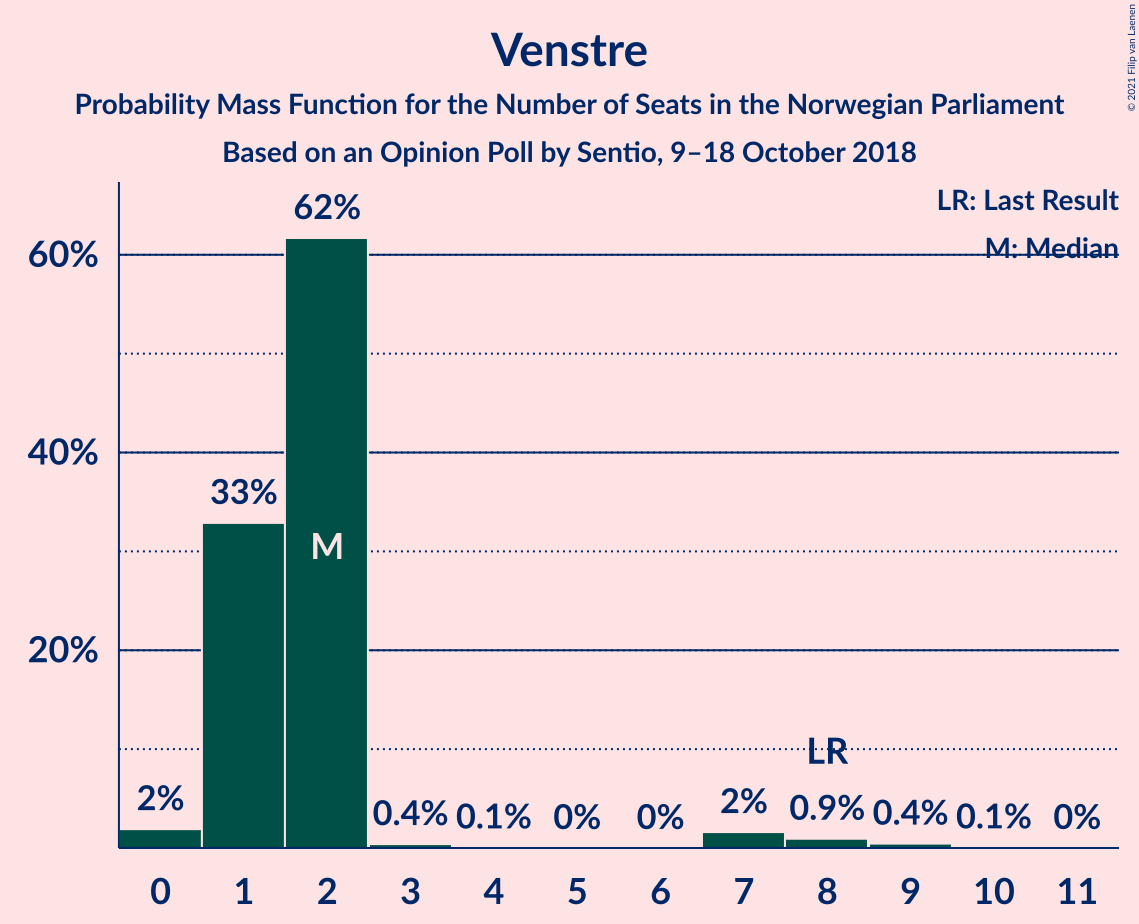 Venstre
Probability Mass Function for the Number of Seats in the Norwegian Parliament
Based on an Opinion Poll by Sentio, 9–18 October 2018
© 2021 Filip van Laenen
LR: Last Result
M: Median
60%
40%
20%
2%
33%
62%
M
0.4%
0.1%
0%
0%
2%
LR
0.9%
0.4%
0.1%
0%
0 1 2 3 4 5 6 7 8 9 10 11